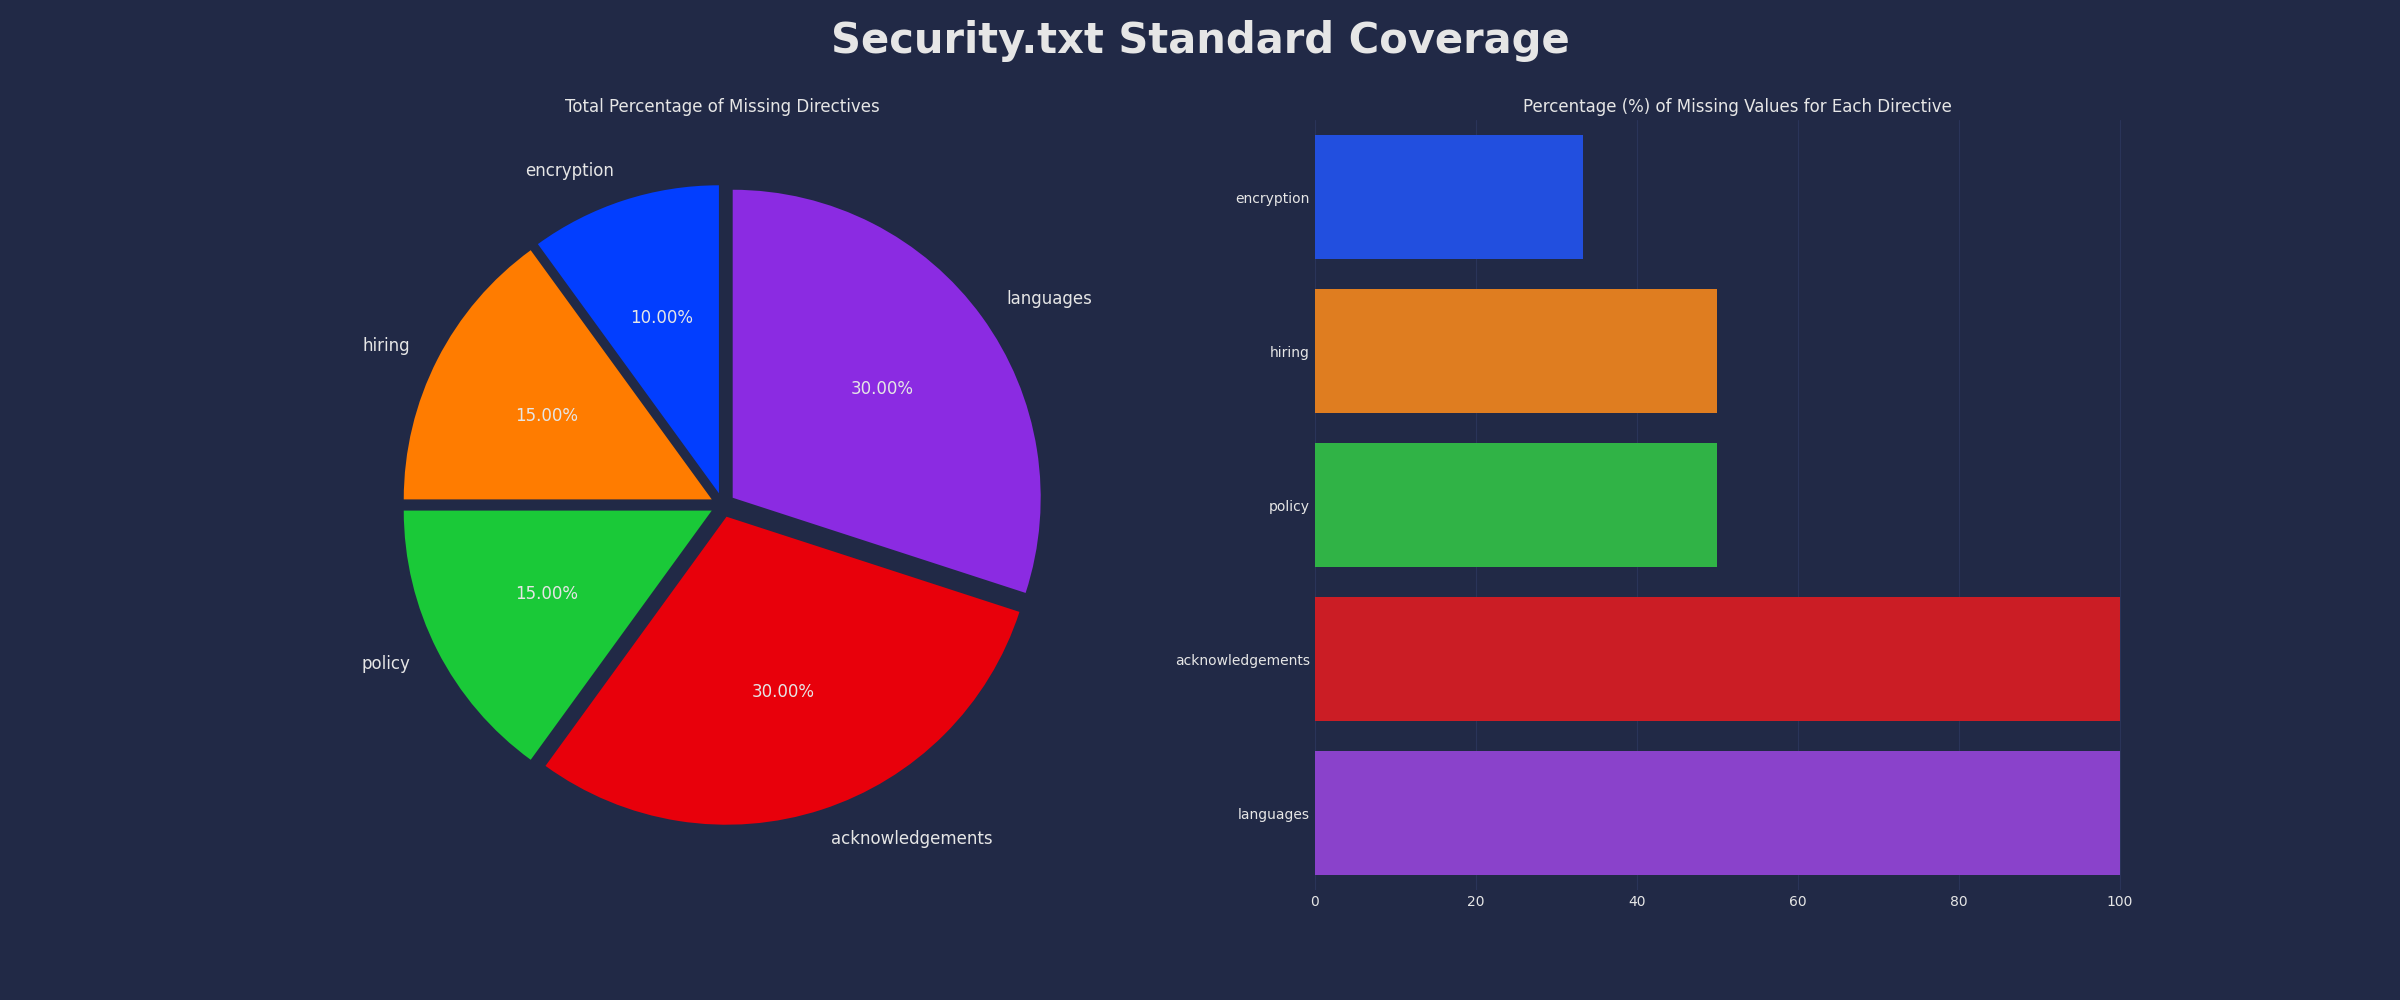 Security.txt Standard Coverage
Total Percentage of Missing Directives
encryption
10.00%
hiring
15.00%
policy
15.00%
acknowledgements
30.00%
languages
30.00%
Percentage (%) of Missing Values for Each Directive
encryption
hiring
policy
acknowledgements
languages
0 20 40 60 80 100